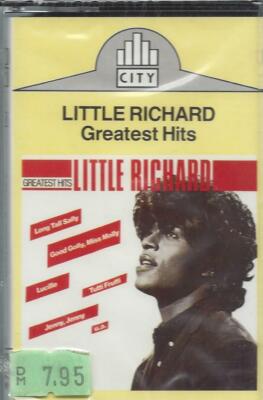 CITY
LITTLE RICHARD
Greatest Hits
GREATEST HITS LITTLE RICHARD
Long Tall Sally
Good Golly, Miss Molly
Lucille
Tutti Frutti
Jenny, Jenny
u.a.
DM 7.95